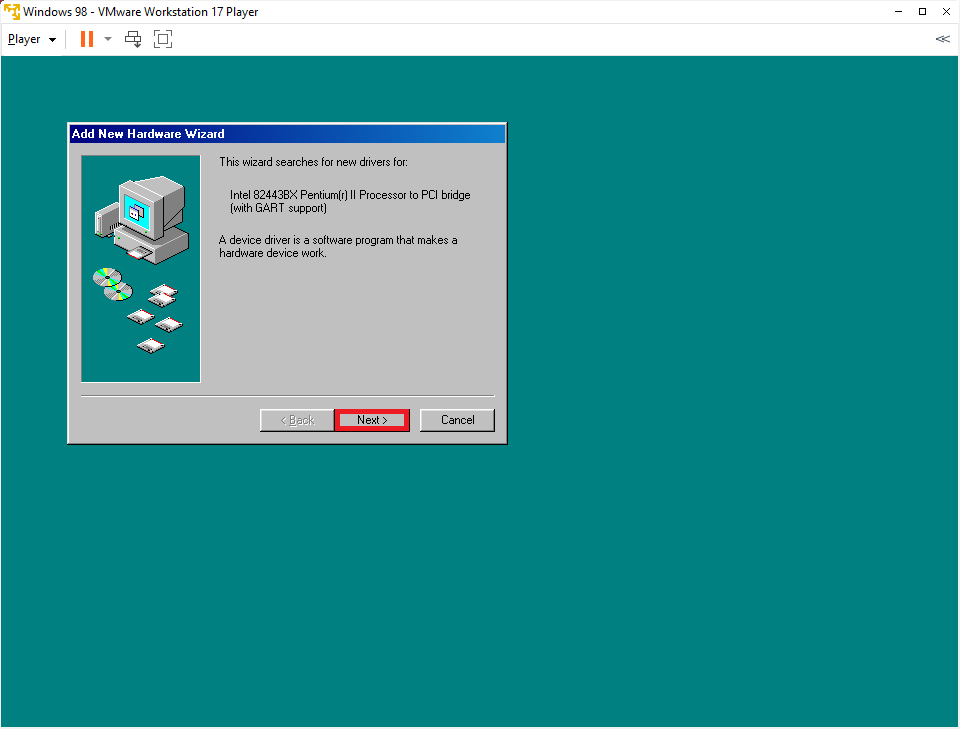 Windows 98 - VMware Workstation 17 Player
Player
Add New Hardware Wizard
This wizard searches for new drivers for:
Intel 82443BX Pentium(r) II Processor to PCI bridge
(with GART support)
A device driver is a software program that makes a
hardware device work.
< Back Next > Cancel